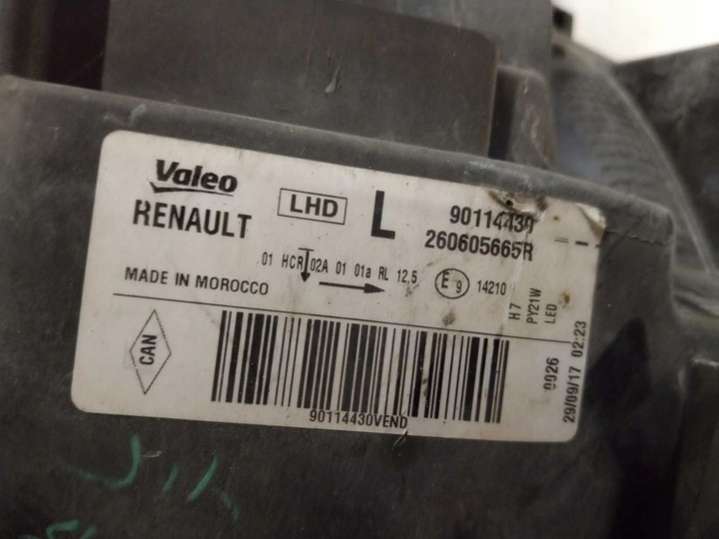 Valeo
RENAULT
LHD
L
90114430
260605665R
01 HCR 02A 01 01a RL 12,5
MADE IN MOROCCO
E 9 14210
H7
PY21W
LED
CAN
90114430VEND
0026
29/09/17 02:23